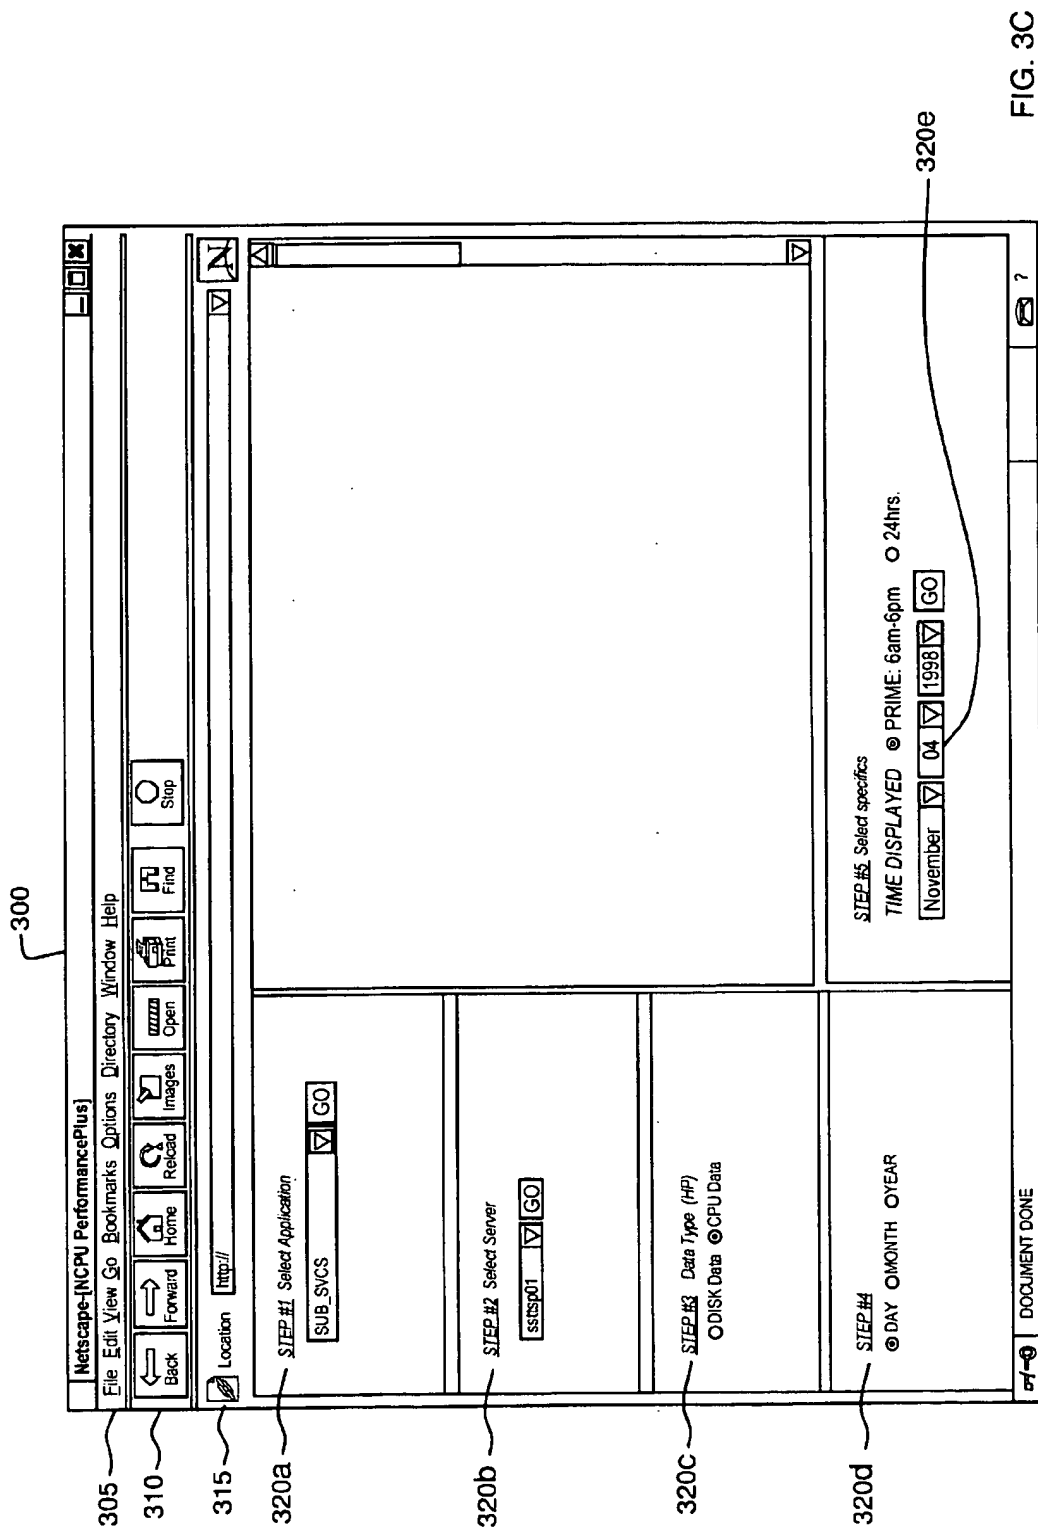 300
Netscape-[NCPU PerformancePlus]
305
File Edit View Go Bookmarks Options Directory Window Help
310
Back Forward Home Reload Images Open Print Find Stop
315
Location http://
N
320a
STEP #1 Select Application
SUB_SVCS GO
320b
STEP #2 Select Server
ssttsp01 GO
320c
STEP #3 Data Type (HP)
DISK Data CPU Data
320d
STEP #4
DAY MONTH YEAR
STEP #5 Select specifics
TIME DISPLAYED PRIME: 6am-6pm 24hrs.
November 04 1998 GO
320e
DOCUMENT DONE
?
FIG. 3C